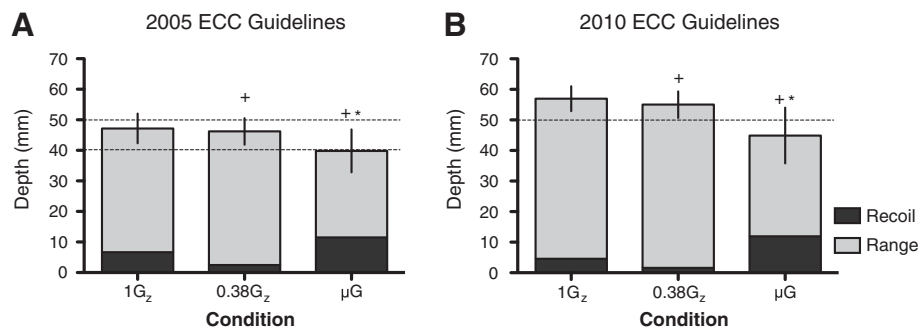 A
2005 ECC Guidelines
Depth (mm)
70
60
50
40
30
20
10
0
+
+ *
1Gz
0.38Gz
µG
Condition
B
2010 ECC Guidelines
Depth (mm)
70
60
50
40
30
20
10
0
+
+ *
1Gz
0.38Gz
µG
Condition
Recoil
Range